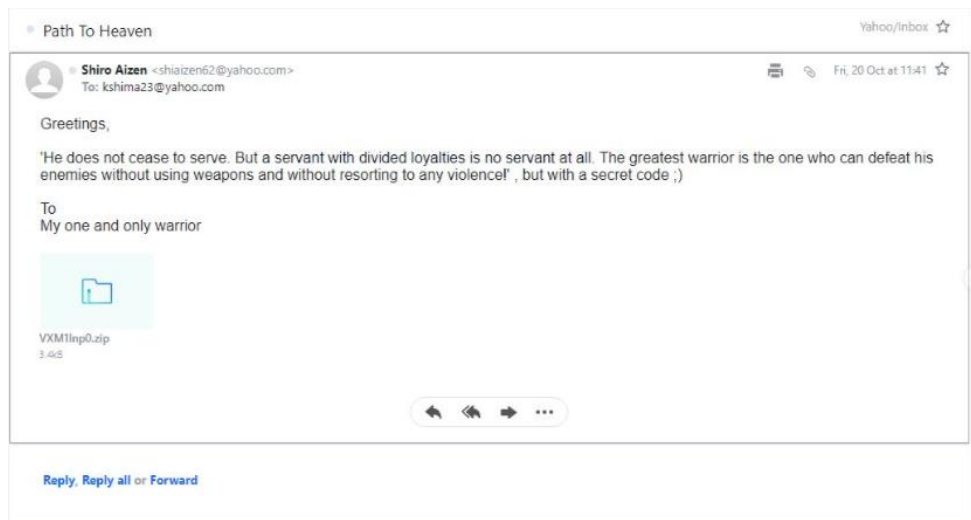 Path To Heaven
Yahoo/Inbox
Shiro Aizen <shiaizen62@yahoo.com>
Fri, 20 Oct at 11:41
To: kshima23@yahoo.com
Greetings,
'He does not cease to serve. But a servant with divided loyalties is no servant at all. The greatest warrior is the one who can defeat his
enemies without using weapons and without resorting to any violence!' , but with a secret code ;)
To
My one and only warrior
VXM1lnp0.zip
3.4kB
Reply, Reply all or Forward